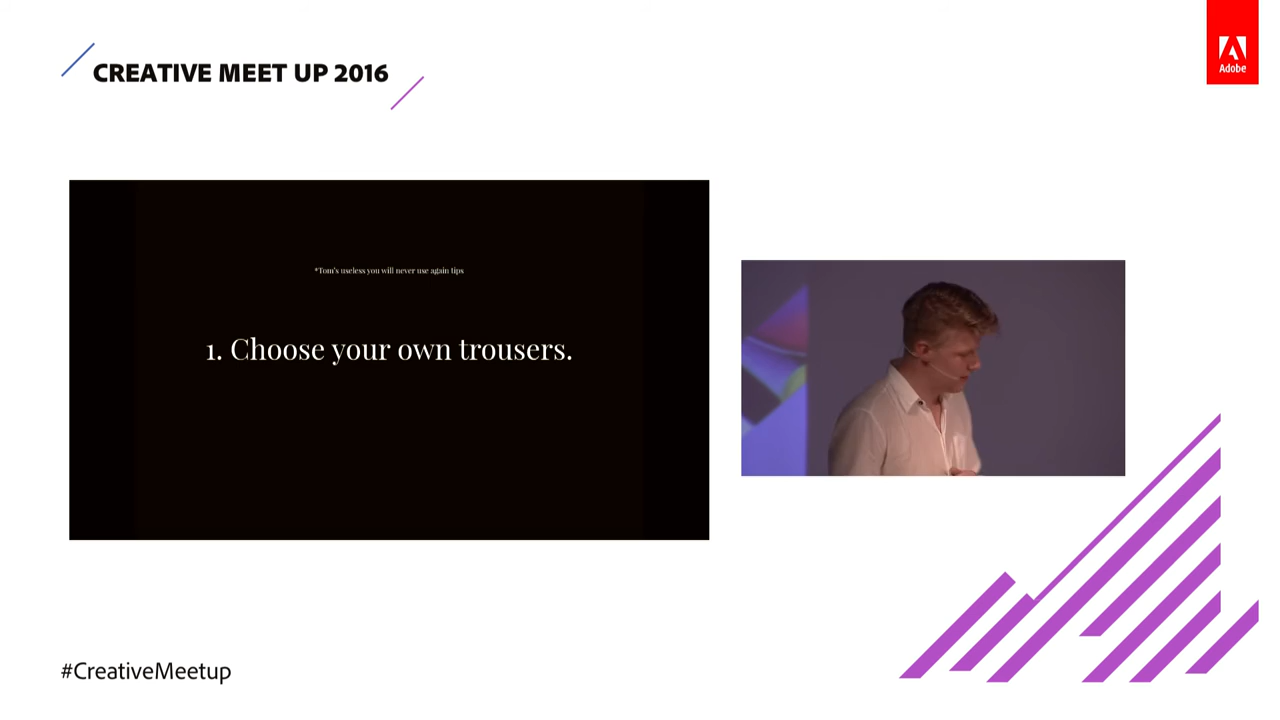 CREATIVE MEET UP 2016
Adobe
*Tom's useless you will never use again tips
1. Choose your own trousers.
#CreativeMeetup